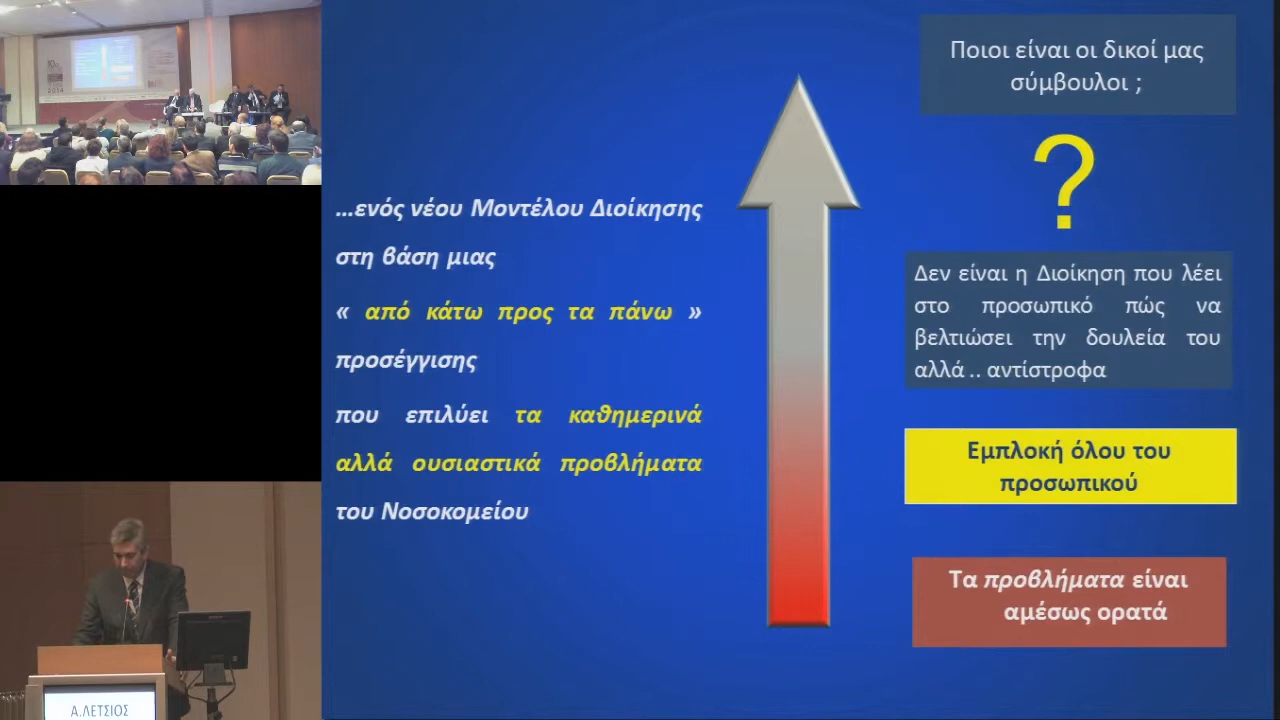 …ενός νέου Μοντέλου Διοίκησης
στη βάση μιας
« από κάτω προς τα πάνω »
προσέγγισης
που επιλύει τα καθημερινά
αλλά ουσιαστικά προβλήματα
του Νοσοκομείου
Ποιοι είναι οι δικοί μας
σύμβουλοι ;
?
Δεν είναι η Διοίκηση που λέει
στο προσωπικό πώς να
βελτιώσει την δουλεία του
αλλά .. αντίστροφα
Εμπλοκή όλου του
προσωπικού
Τα προβλήματα είναι
αμέσως ορατά
Α.ΛΕΤΣΙΟΣ